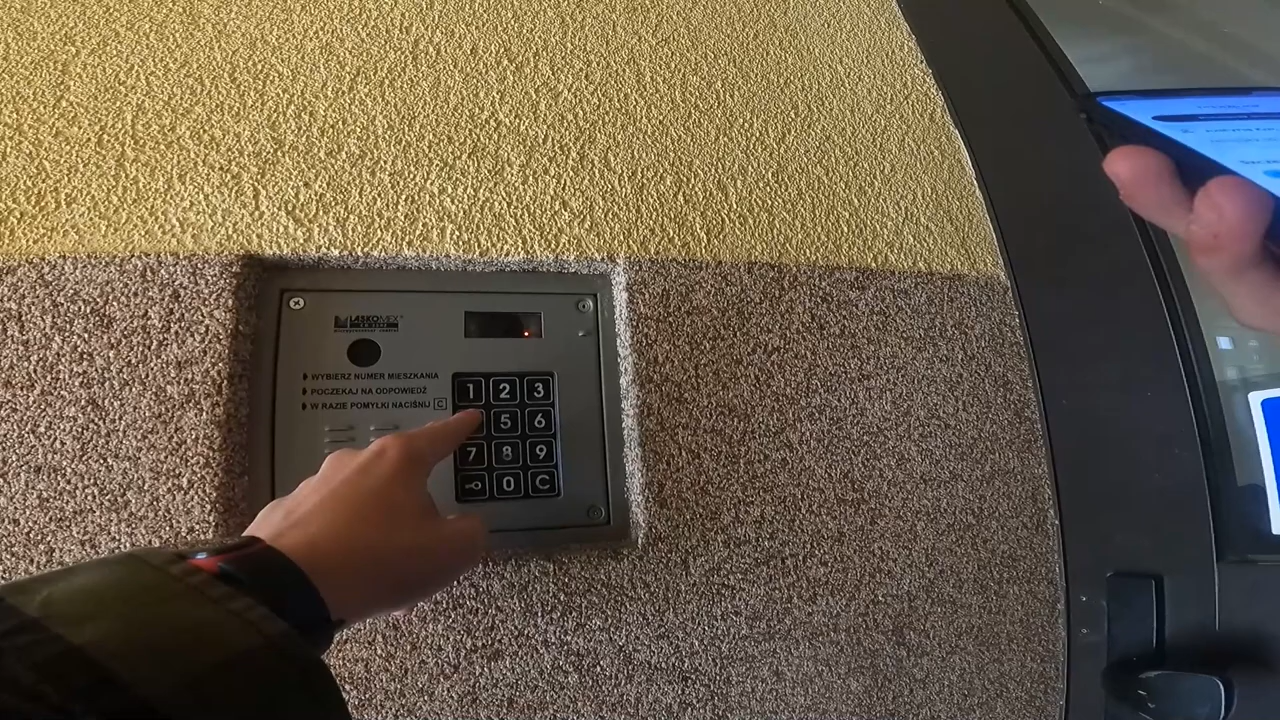 LASKOMEX
WYBIERZ NUMER MIESZKANIA
POCZEKAJ NA ODPOWIEDŹ
W RAZIE POMYŁKI NACIŚNIJ C
1 2 3
5 6
7 8 9
0 C